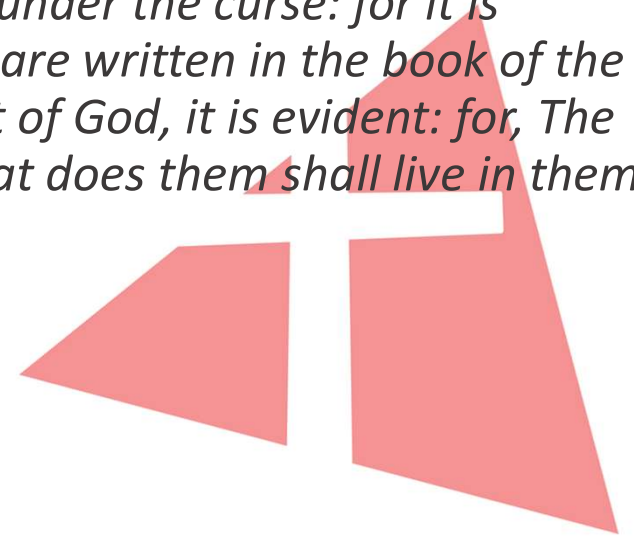 under the curse: for it is
are written in the book of the
of God, it is evident: for, The
does them shall live in them